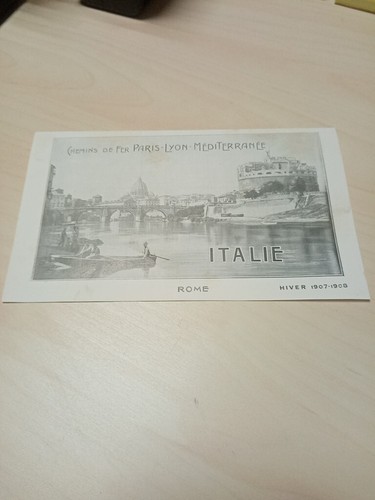 CHEMINS DE FER PARIS-LYON-MÉDITERRANÉE
ITALIE
ROME
HIVER 1907-1908